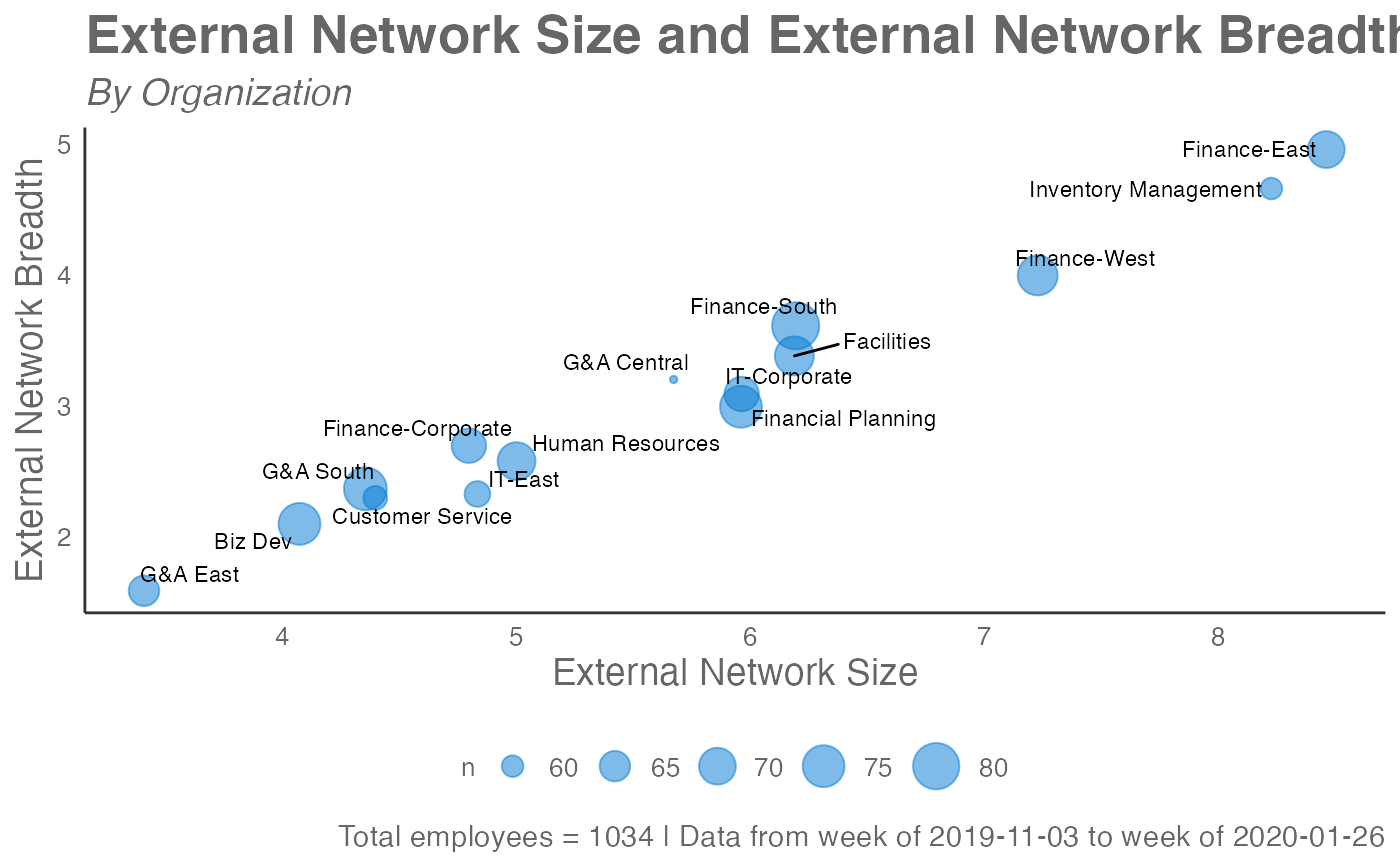 External Network Size and External Network Breadth
By Organization
External Network Breadth
5
4
3
2
Finance-East
Inventory Management
Finance-West
Finance-South
Facilities
G&A Central
IT-Corporate
Financial Planning
Finance-Corporate
Human Resources
G&A South
IT-East
Customer Service
Biz Dev
G&A East
4 5 6 7 8
External Network Size
n 60 65 70 75 80
Total employees = 1034 | Data from week of 2019-11-03 to week of 2020-01-26